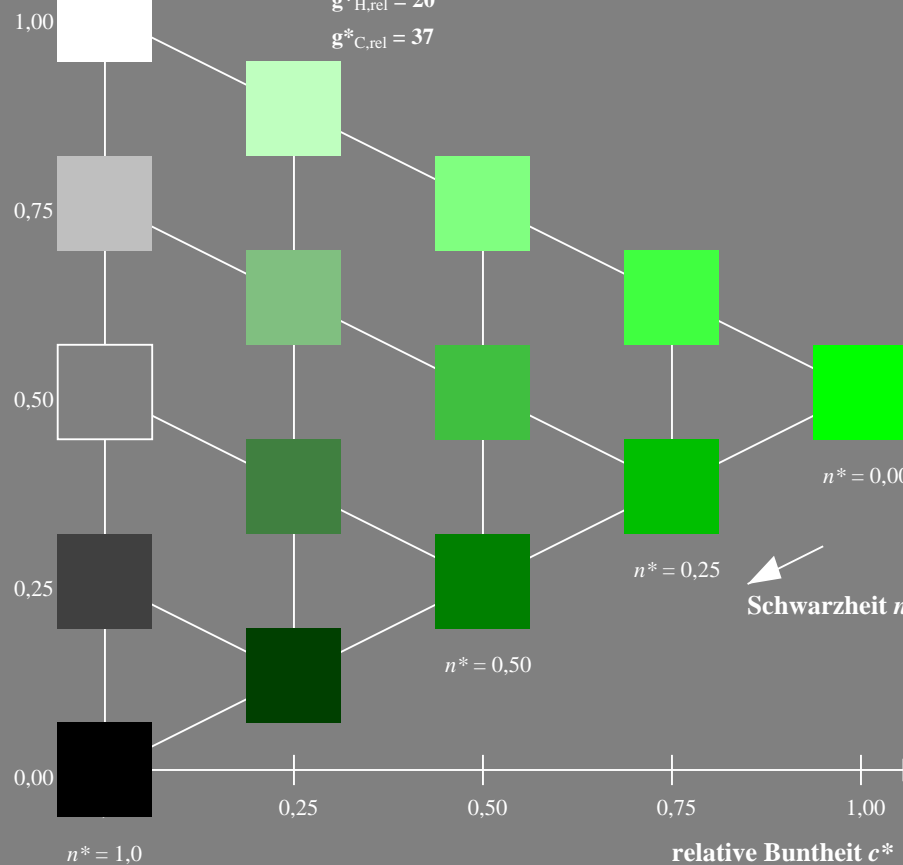 g*H,rel = 20
1,00
g*C,rel = 37
0,75
0,50
n* = 0,00
n* = 0,25
0,25
Schwarzheit n
n* = 0,50
0,00
0,25
0,50
0,75
1,00
n* = 1,0
relative Buntheit c*